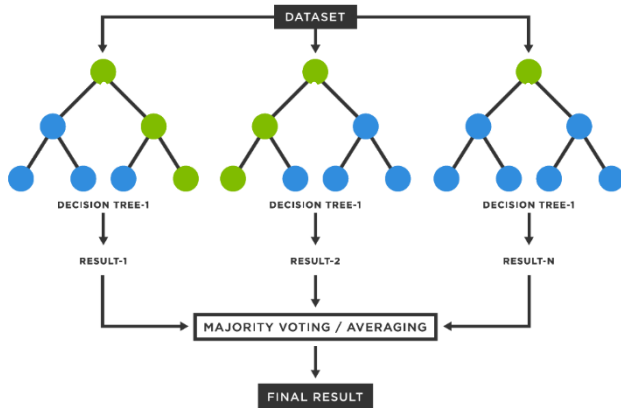 DATASET
DECISION TREE-1
DECISION TREE-1
DECISION TREE-1
RESULT-1
RESULT-2
RESULT-N
MAJORITY VOTING / AVERAGING
FINAL RESULT